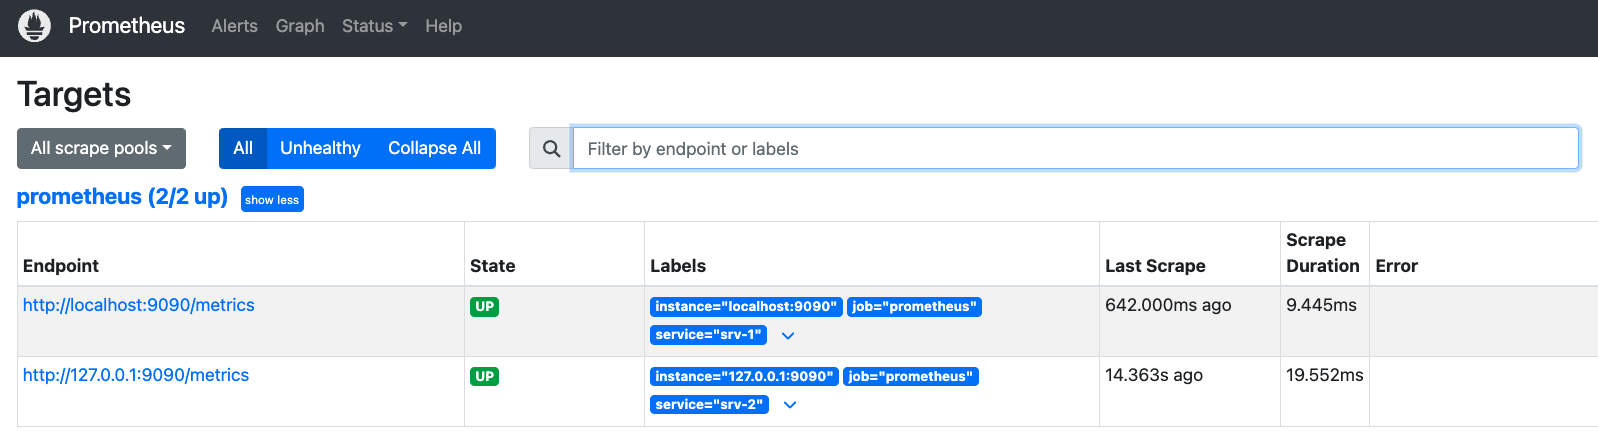 Prometheus Alerts Graph Status Help
Targets
All scrape pools All Unhealthy Collapse All Filter by endpoint or labels
prometheus (2/2 up) show less
Endpoint State Labels Last Scrape Scrape Duration Error
http://localhost:9090/metrics UP instance="localhost:9090" job="prometheus" 642.000ms ago 9.445ms
service="srv-1"
http://127.0.0.1:9090/metrics UP instance="127.0.0.1:9090" job="prometheus" 14.363s ago 19.552ms
service="srv-2"